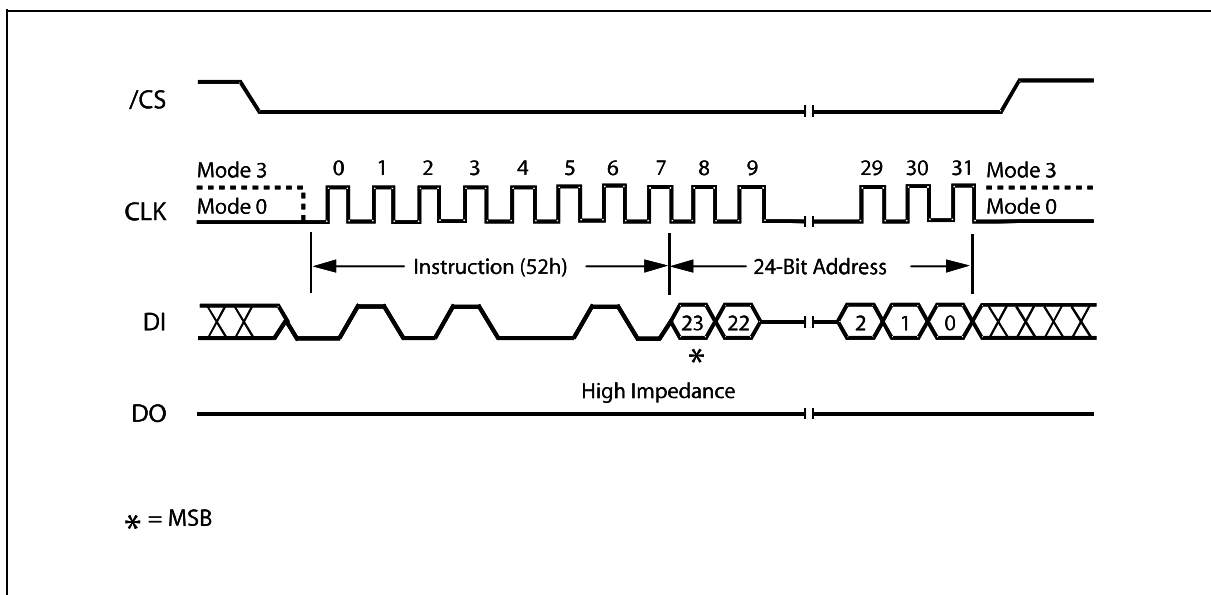 /CS
Mode 3 0 1 2 3 4 5 6 7 8 9 29 30 31 Mode 3
CLK Mode 0 Mode 0
Instruction (52h) 24-Bit Address
DI 23 22 2 1 0
*
High Impedance
DO
* = MSB